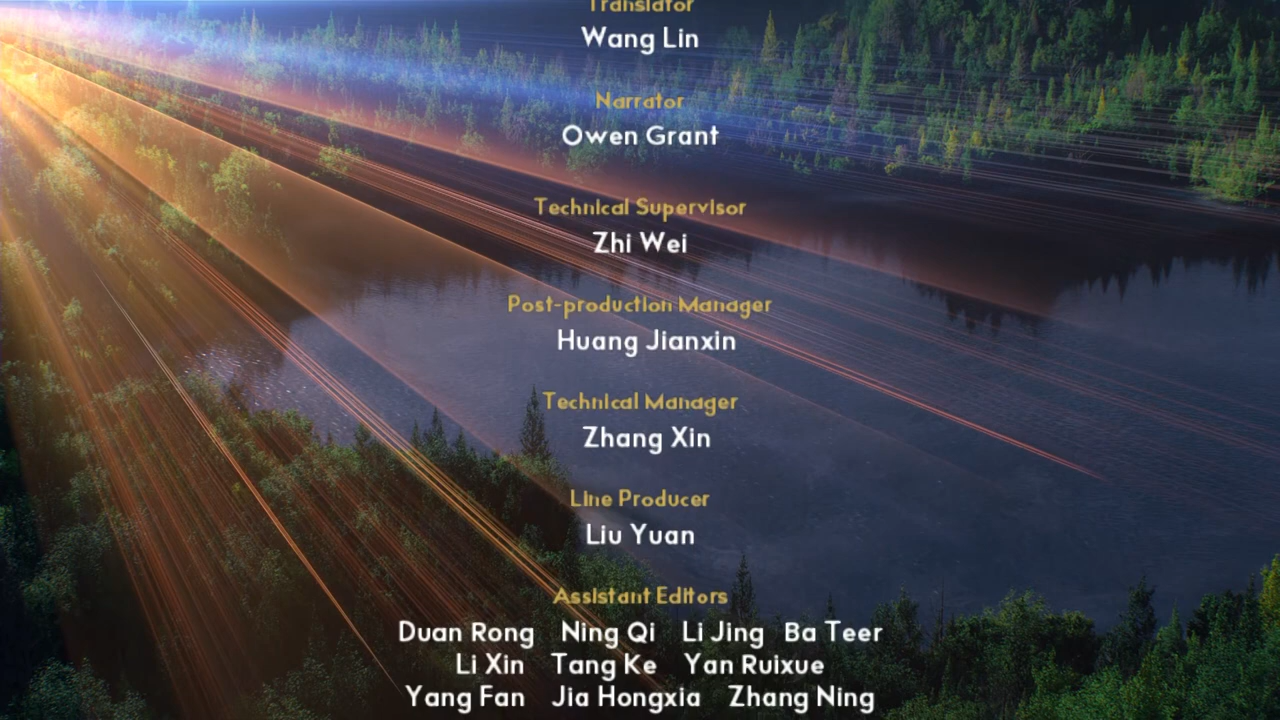 Translator
Wang Lin
Narrator
Owen Grant
Technical Supervisor
Zhi Wei
Post-production Manager
Huang Jianxin
Technical Manager
Zhang Xin
Line Producer
Liu Yuan
Assistant Editors
Duan Rong Ning Qi Li Jing Ba Teer
Li Xin Tang Ke Yan Ruixue
Yang Fan Jia Hongxia Zhang Ning